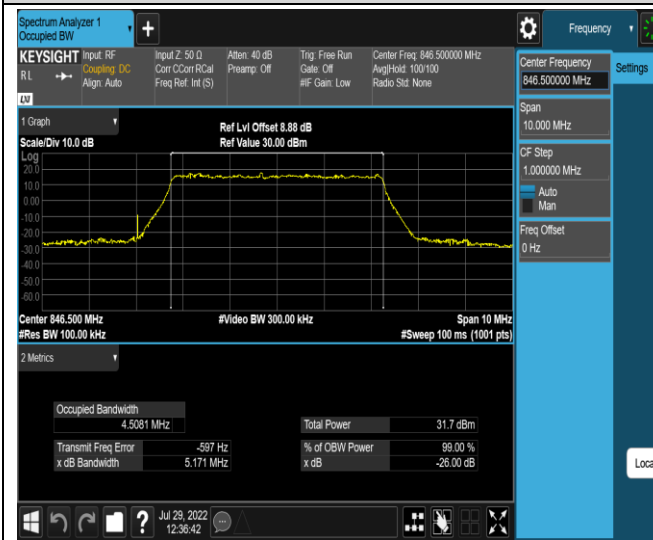 Spectrum Analyzer 1
Occupied BW
Frequency
KEYSIGHT
RL
LXI
Input: RF
Coupling: DC
Align: Auto
Input Z: 50 Ω
Corr CCorr RCal
Freq Ref: Int (S)
Atten: 40 dB
Preamp: Off
Trig: Free Run
Gate: Off
#IF Gain: Low
Center Freq: 846.500000 MHz
Avg|Hold: 100/100
Radio Std: None
Center Frequency
846.500000 MHz
Settings
Span
10.000 MHz
CF Step
1.000000 MHz
Auto
Man
Freq Offset
0 Hz
1 Graph
Scale/Div 10.0 dB
Ref Lvl Offset 8.88 dB
Ref Value 30.00 dBm
Log
20.0
10.0
0.00
-10.0
-20.0
-30.0
-40.0
-50.0
-60.0
Center 846.500 MHz
#Res BW 100.00 kHz
#Video BW 300.00 kHz
Span 10 MHz
#Sweep 100 ms (1001 pts)
2 Metrics
Occupied Bandwidth
4.5081 MHz
Total Power 31.7 dBm
Transmit Freq Error -597 Hz
% of OBW Power 99.00 %
x dB Bandwidth 5.171 MHz
x dB -26.00 dB
Loca
?
Jul 29, 2022
12:36:42